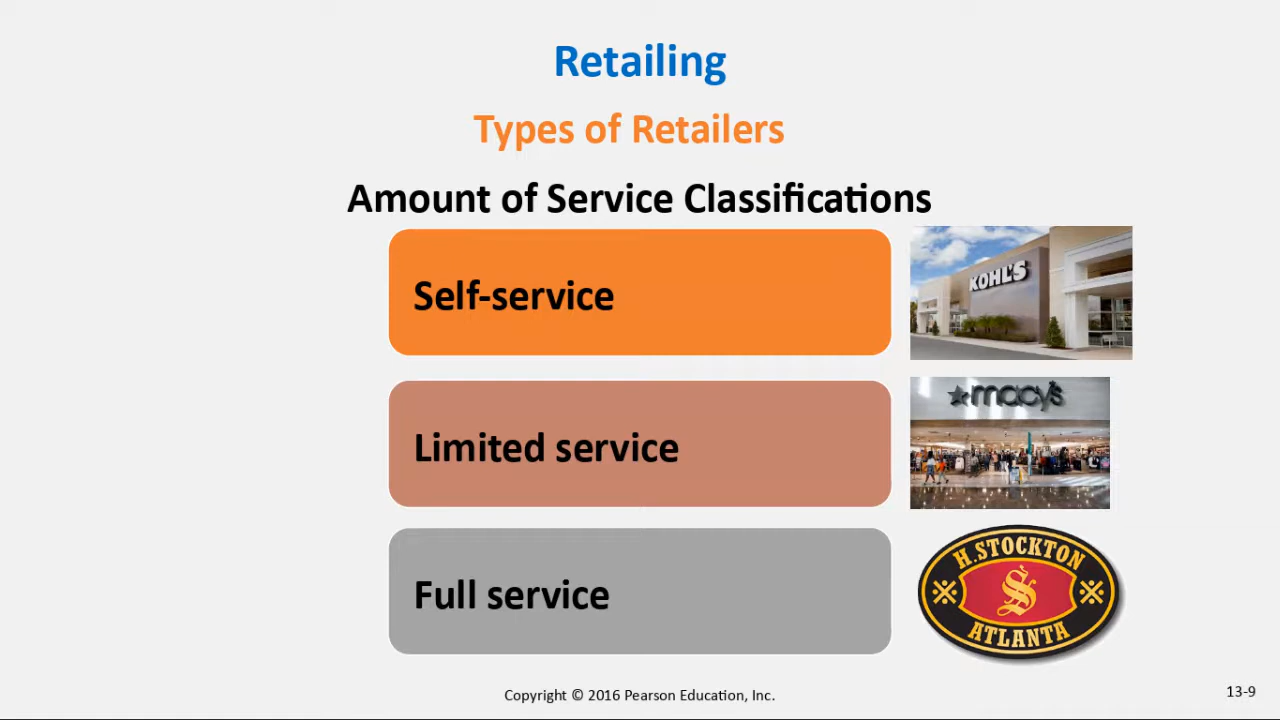 Retailing
Types of Retailers
Amount of Service Classifications
Self-service
KOHL'S
Limited service
macy's
Full service
H.STOCKTON
S
ATLANTA
Copyright © 2016 Pearson Education, Inc.
13-9